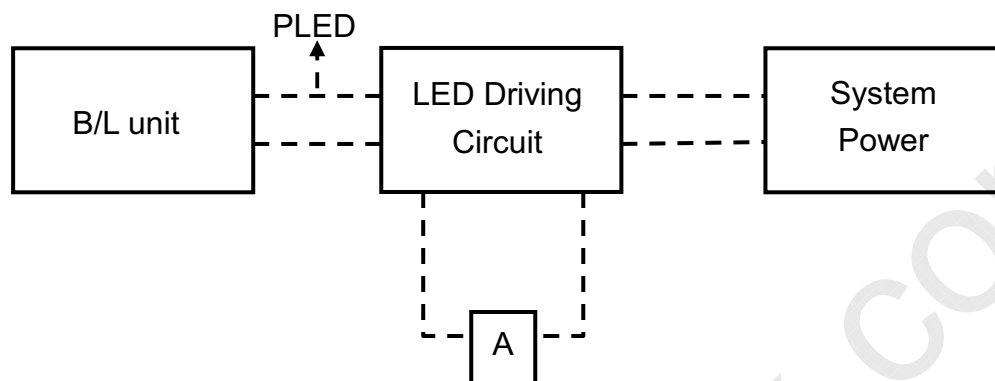 PLED
B/L unit
LED Driving
Circuit
System
Power
A